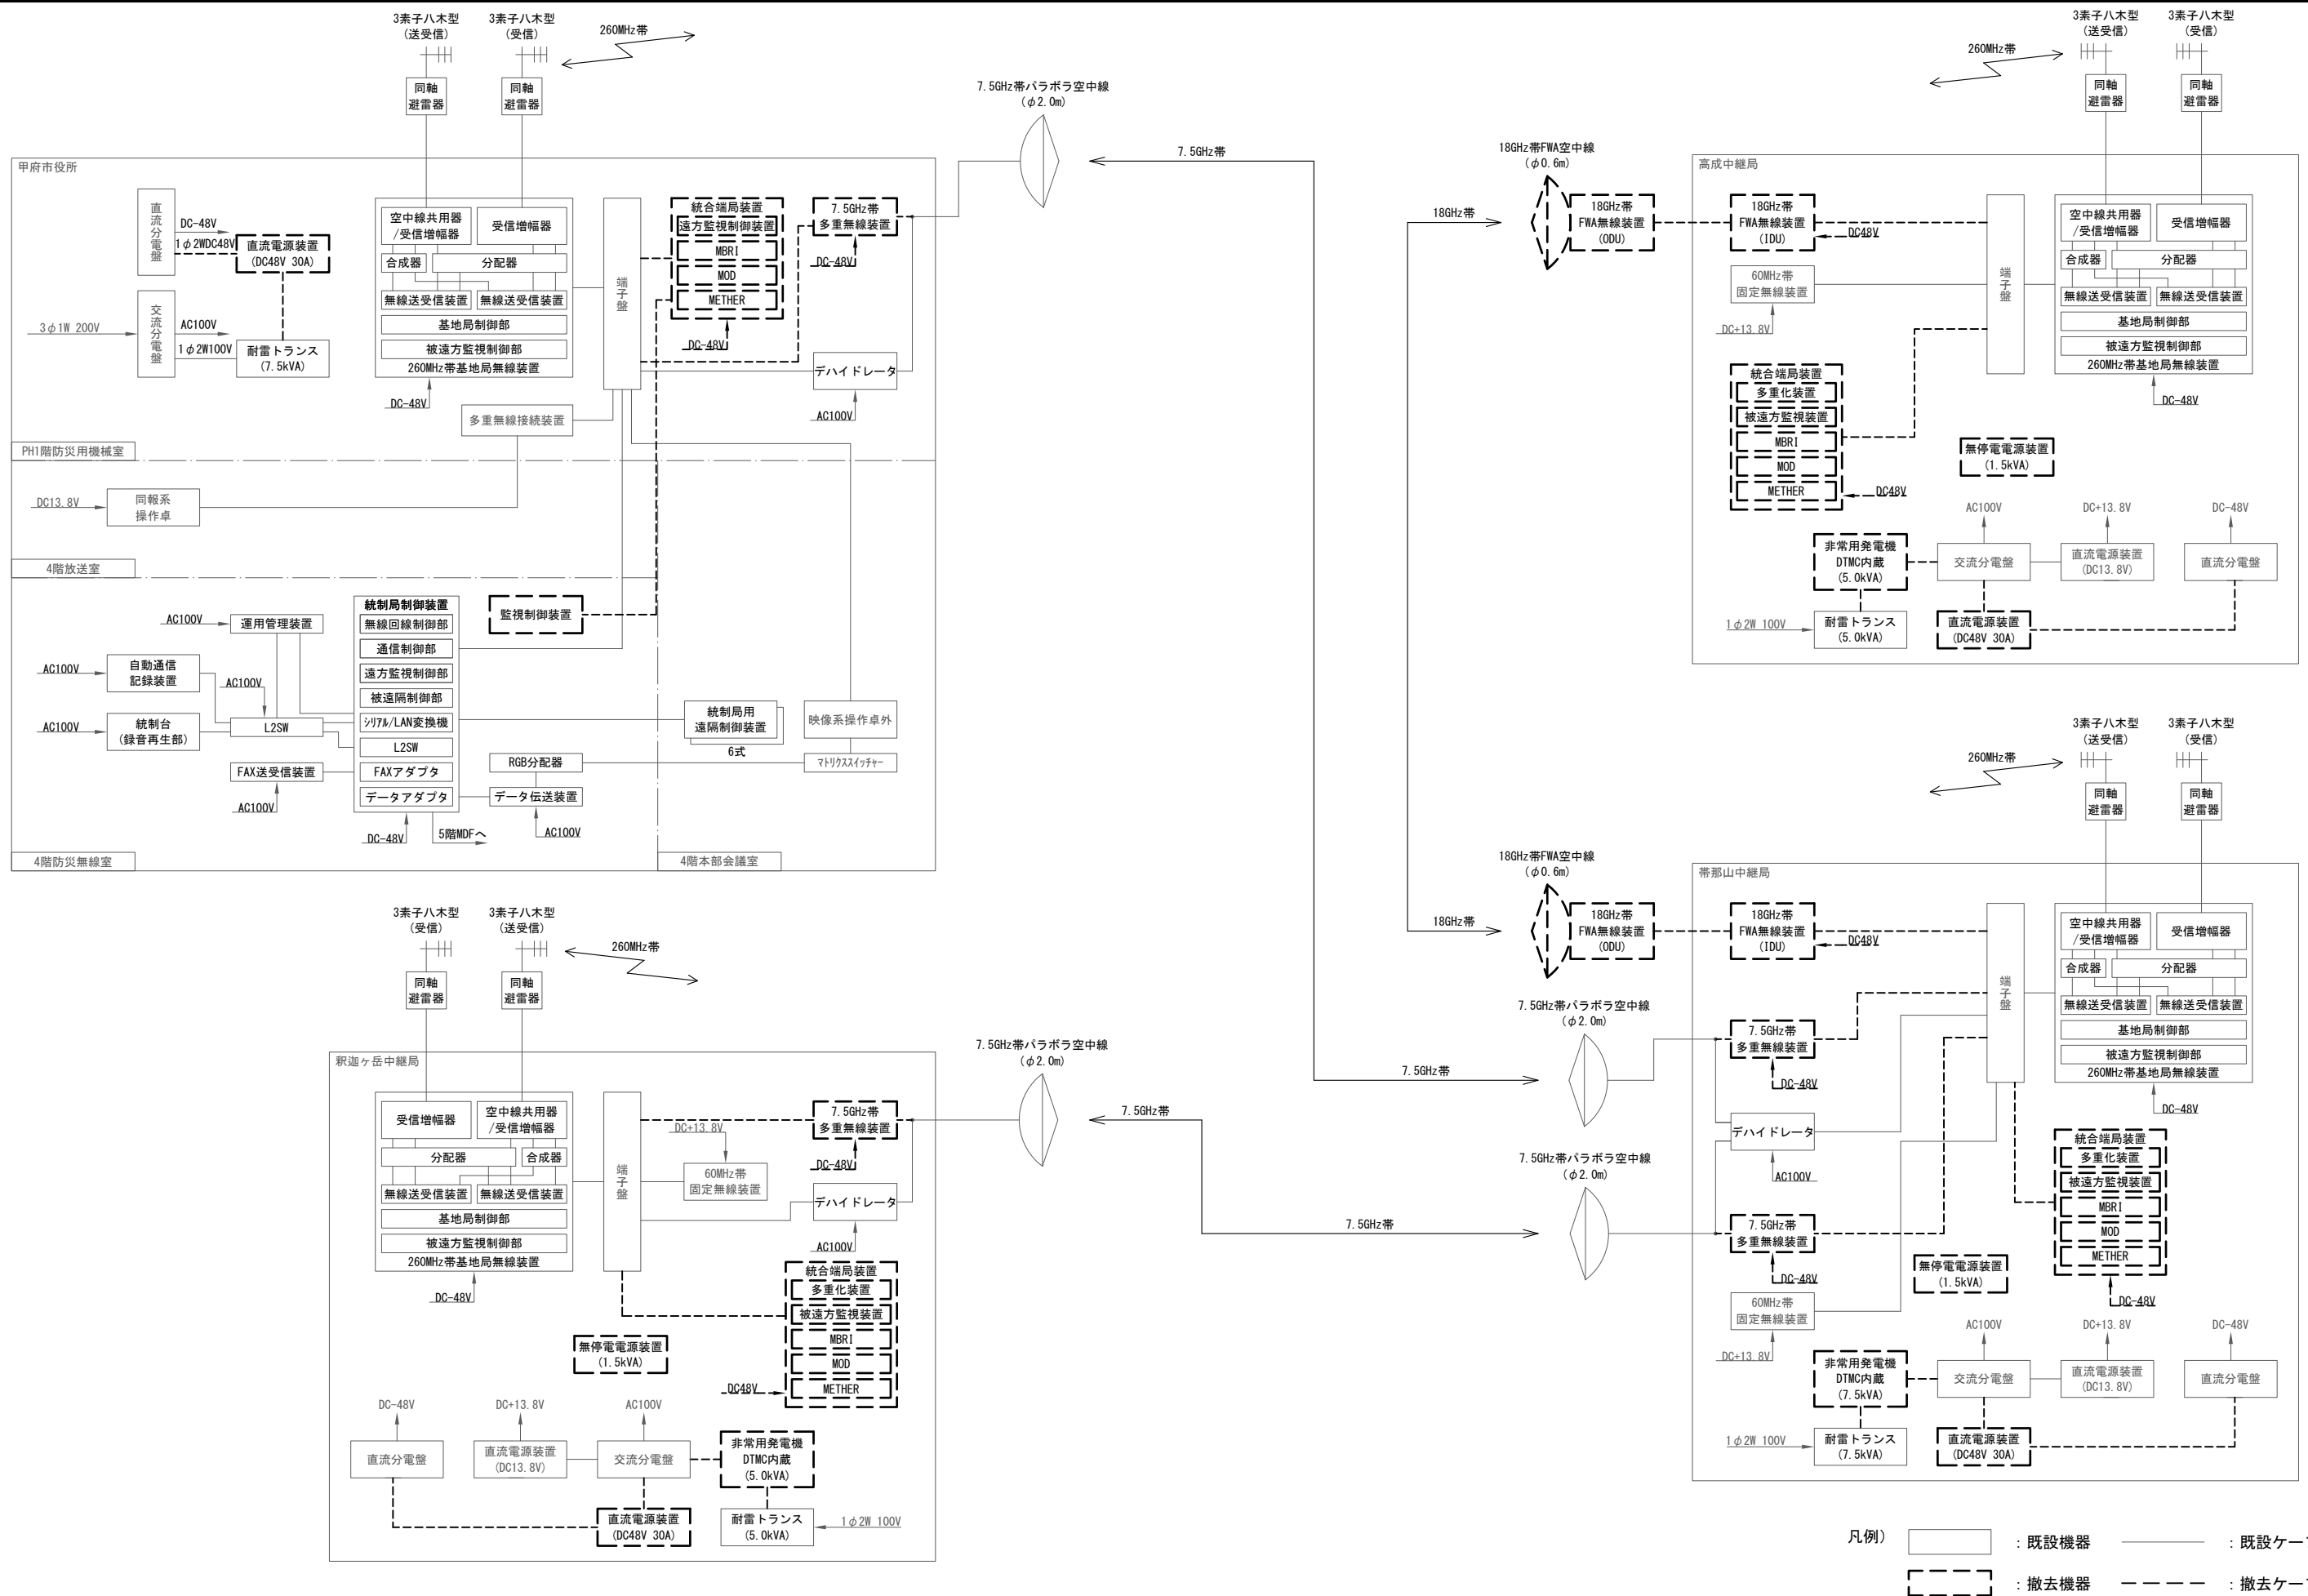 3素子八木型
(送受信)
3素子八木型
(受信)
260MHz帯
同軸
避雷器
同軸
避雷器
7.5GHz帯パラボラ空中線
(φ2.0m)
甲府市役所
直流分電盤
DC-48V
1φ2WDC48V
直流電源装置
(DC48V 30A)
3φ1W 200V
交流分電盤
AC100V
1φ2W100V
耐雷トランス
(7.5kVA)
空中線共用器
/受信増幅器
受信増幅器
合成器
分配器
無線送受信装置
無線送受信装置
基地局制御部
被遠方監視制御部
260MHz帯基地局無線装置
DC-48V
端子盤
統合端局装置
遠方監視制御装置
MBRI
MOD
METHER
DC-48V
7.5GHz帯
多重無線装置
DC-48V
デハイドレータ
AC100V
多重無線接続装置
PH1階防災用機械室
DC13.8V
同報系
操作卓
4階放送室
AC100V
運用管理装置
AC100V
自動通信
記録装置
AC100V
AC100V
統制台
(録音再生部)
L2SW
FAX送受信装置
AC100V
統制局制御装置
無線回線制御部
通信制御部
遠方監視制御部
被遠隔制御部
シリアル/LAN変換機
L2SW
FAXアダプタ
データアダプタ
DC-48V
5階MDFへ
監視制御装置
RGB分配器
データ伝送装置
AC100V
統制局用
遠隔制御装置
6式
映像系操作卓外
マトリクススイッチャー
4階防災無線室
4階本部会議室
7.5GHz帯
18GHz帯
18GHz帯FWA空中線
(φ0.6m)
18GHz帯
FWA無線装置
(ODU)
3素子八木型
(送受信)
3素子八木型
(受信)
260MHz帯
同軸
避雷器
同軸
避雷器
高成中継局
18GHz帯
FWA無線装置
(IDU)
DC48V
60MHz帯
固定無線装置
DC+13.8V
統合端局装置
多重化装置
被遠方監視装置
MBRI
MOD
METHER
DC48V
端子盤
空中線共用器
/受信増幅器
受信増幅器
合成器
分配器
無線送受信装置
無線送受信装置
基地局制御部
被遠方監視制御部
260MHz帯基地局無線装置
DC-48V
無停電電源装置
(1.5kVA)
AC100V
DC+13.8V
DC-48V
非常用発電機
DTMC内蔵
(5.0kVA)
交流分電盤
直流電源装置
(DC13.8V)
直流分電盤
1φ2W 100V
耐雷トランス
(5.0kVA)
直流電源装置
(DC48V 30A)
3素子八木型
(受信)
3素子八木型
(送受信)
260MHz帯
同軸
避雷器
同軸
避雷器
釈迦ヶ岳中継局
受信増幅器
空中線共用器
/受信増幅器
分配器
合成器
無線送受信装置
無線送受信装置
基地局制御部
被遠方監視制御部
260MHz帯基地局無線装置
DC-48V
端子盤
DC+13.8V
60MHz帯
固定無線装置
7.5GHz帯
多重無線装置
DC-48V
デハイドレータ
AC100V
7.5GHz帯パラボラ空中線
(φ2.0m)
7.5GHz帯
統合端局装置
多重化装置
被遠方監視装置
MBRI
MOD
METHER
DC48V
無停電電源装置
(1.5kVA)
DC-48V
DC+13.8V
AC100V
直流分電盤
直流電源装置
(DC13.8V)
交流分電盤
非常用発電機
DTMC内蔵
(5.0kVA)
直流電源装置
(DC48V 30A)
耐雷トランス
(5.0kVA)
1φ2W 100V
3素子八木型
(送受信)
3素子八木型
(受信)
260MHz帯
同軸
避雷器
同軸
避雷器
18GHz帯
18GHz帯FWA空中線
(φ0.6m)
18GHz帯
FWA無線装置
(ODU)
7.5GHz帯
7.5GHz帯パラボラ空中線
(φ2.0m)
7.5GHz帯
7.5GHz帯パラボラ空中線
(φ2.0m)
帯那山中継局
18GHz帯
FWA無線装置
(IDU)
DC48V
7.5GHz帯
多重無線装置
DC-48V
デハイドレータ
AC100V
7.5GHz帯
多重無線装置
DC-48V
60MHz帯
固定無線装置
DC+13.8V
端子盤
空中線共用器
/受信増幅器
受信増幅器
合成器
分配器
無線送受信装置
無線送受信装置
基地局制御部
被遠方監視制御部
260MHz帯基地局無線装置
DC-48V
統合端局装置
多重化装置
被遠方監視装置
MBRI
MOD
METHER
DC-48V
無停電電源装置
(1.5kVA)
AC100V
DC+13.8V
DC-48V
非常用発電機
DTMC内蔵
(7.5kVA)
交流分電盤
直流電源装置
(DC13.8V)
直流分電盤
1φ2W 100V
耐雷トランス
(7.5kVA)
直流電源装置
(DC48V 30A)
凡例)
:既設機器
:既設ケー
:撤去機器
:撤去ケー